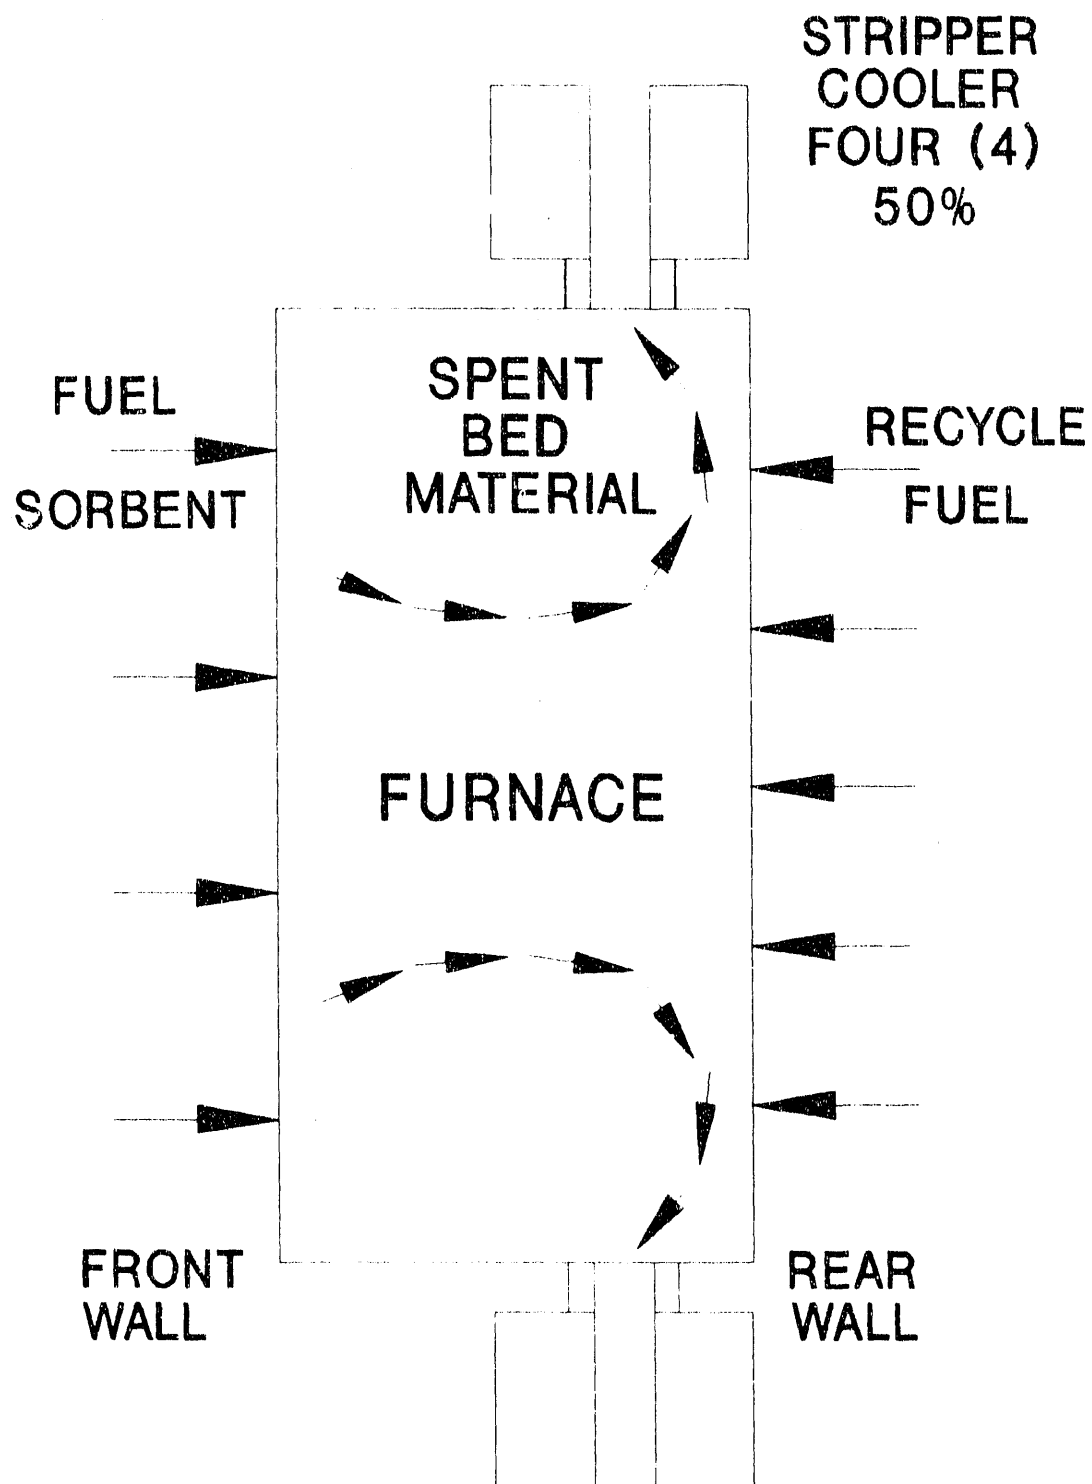 STRIPPER
COOLER
FOUR (4)
50%
SPENT
BED
MATERIAL
FUEL
SORBENT
RECYCLE
FUEL
FURNACE
FRONT
WALL
REAR
WALL